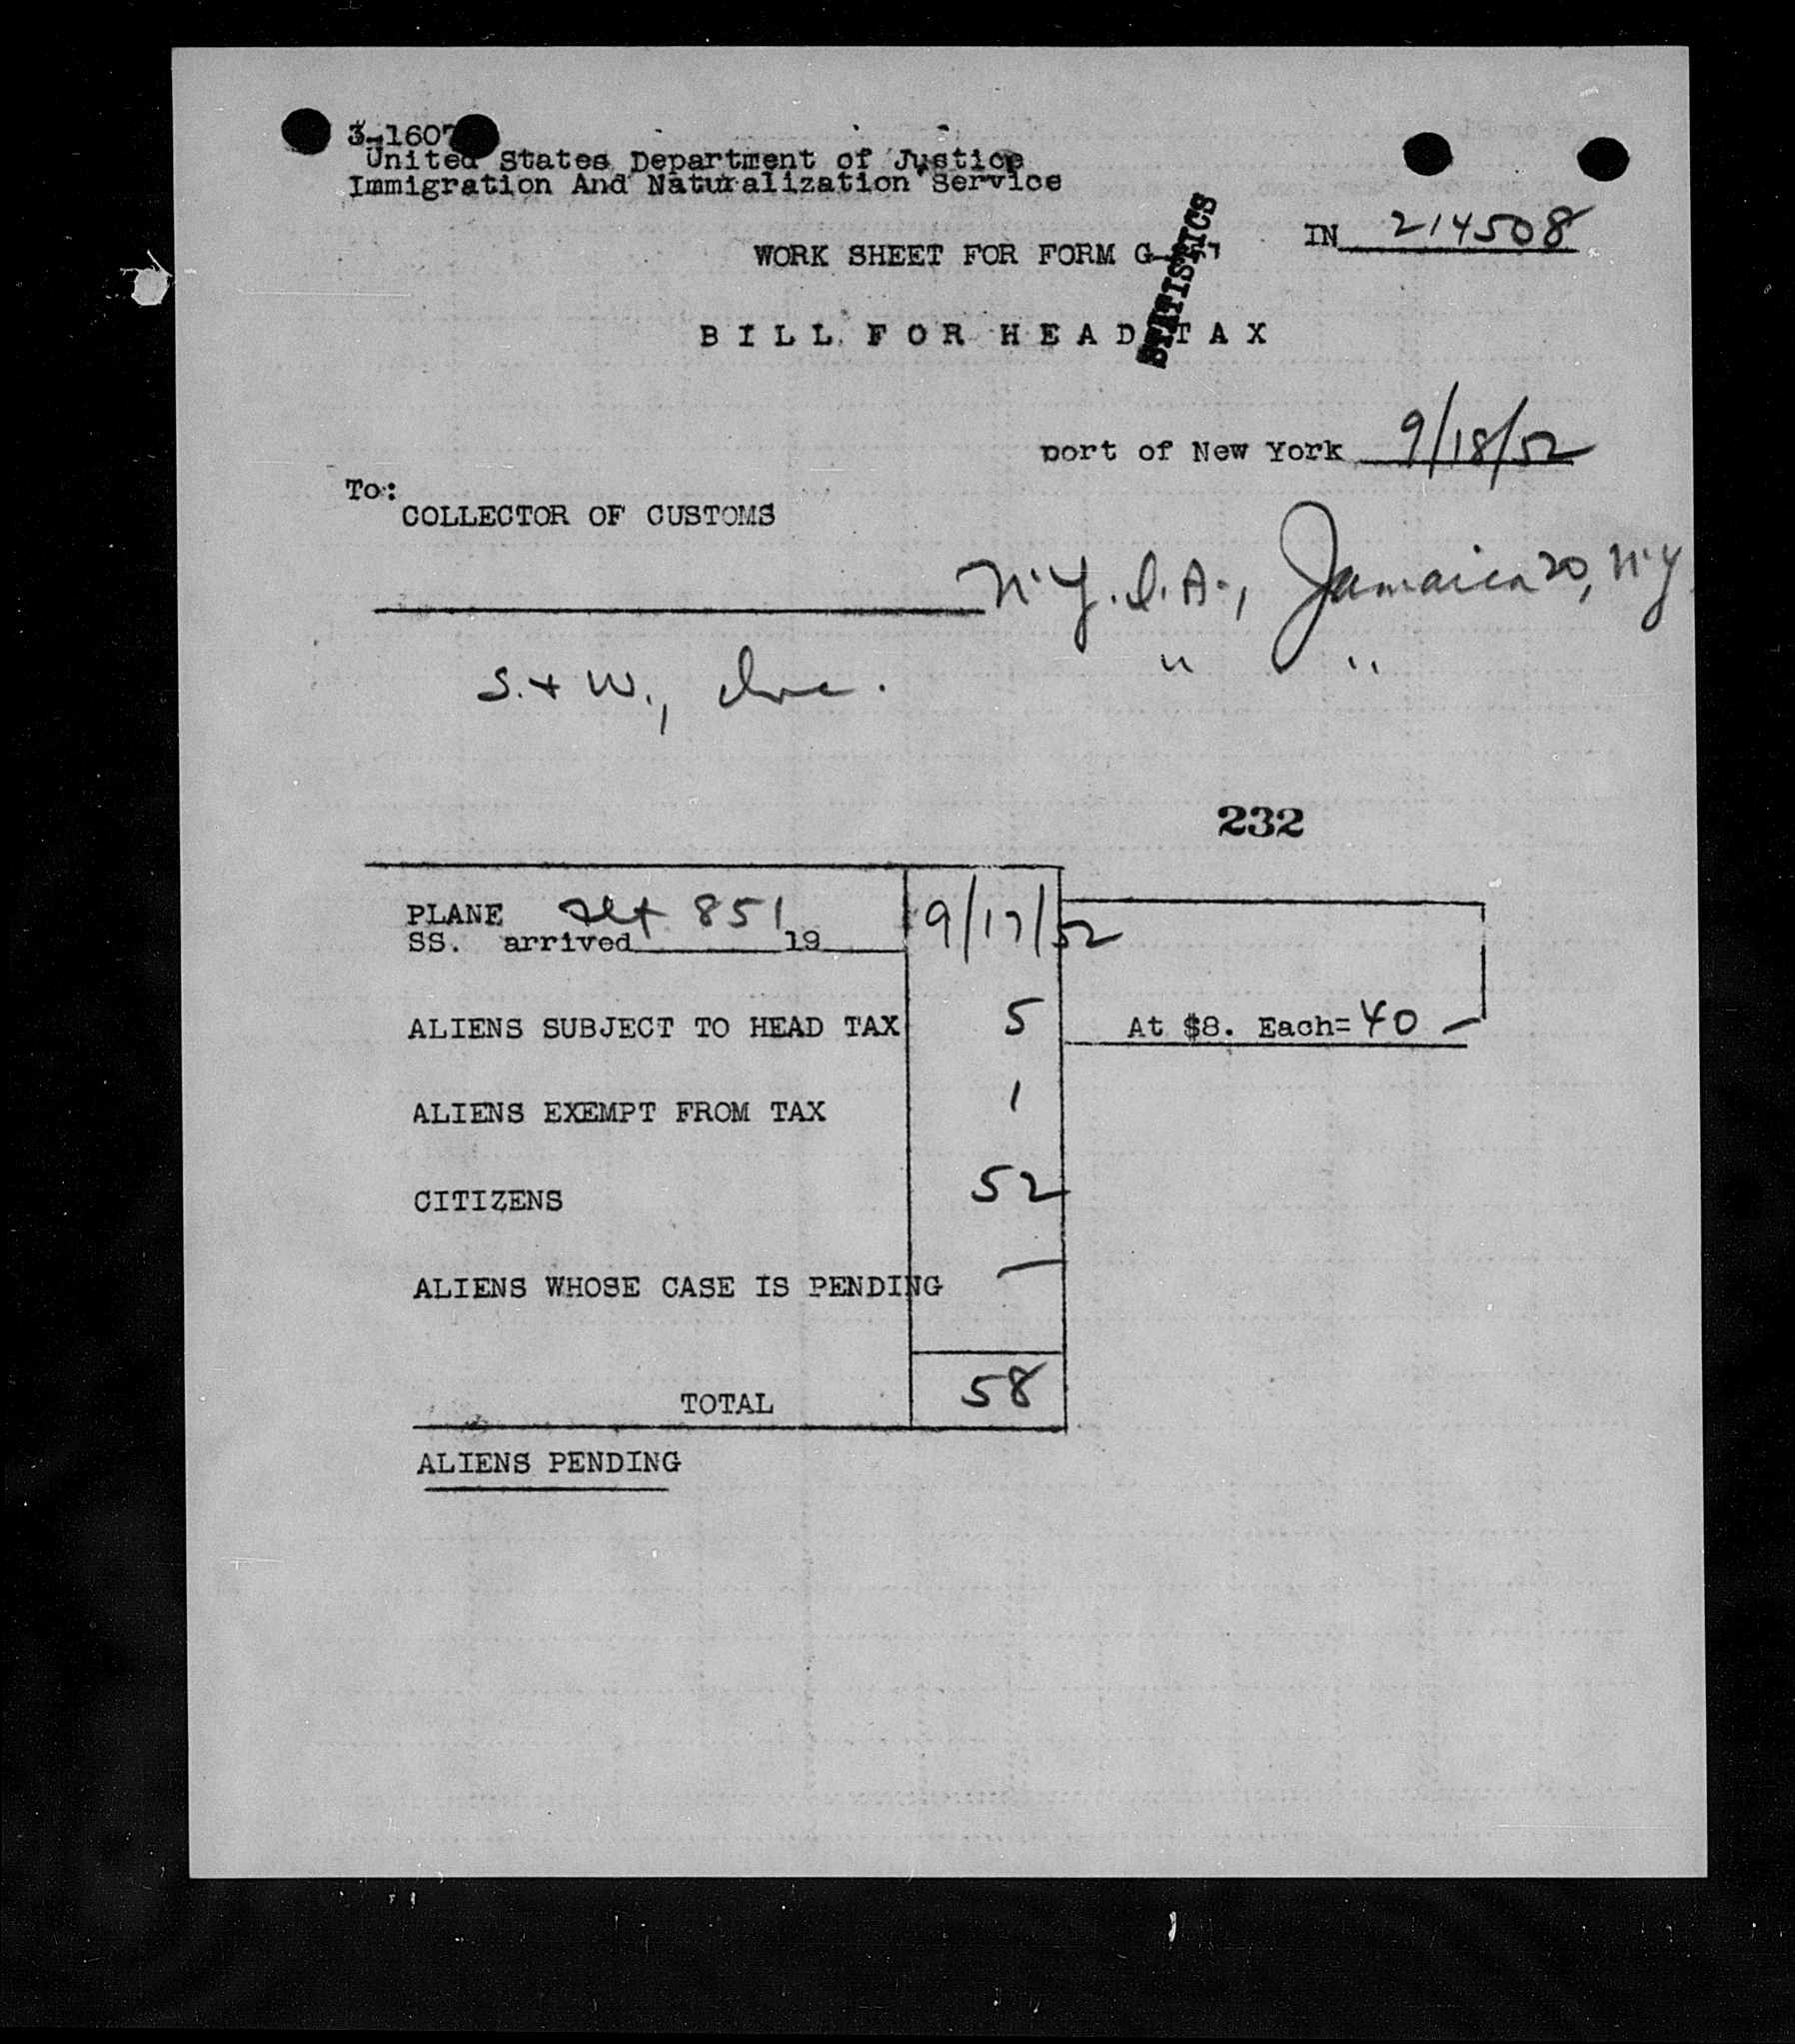 3-1607
United States Department of Justice
Immigration And Naturalization Service
IN 214508
WORK SHEET FOR FORM G-
STATISTICS
BILL FOR HEAD TAX
port of New York 9/18/52
To:
COLLECTOR OF CUSTOMS
N.Y.I.A., Jamaica 20, N.Y.
S. + W., Inc. " "
232
PLANE Flt 851 9/17/52
SS. arrived 19
ALIENS SUBJECT TO HEAD TAX 5 At $8. Each= 40 —
ALIENS EXEMPT FROM TAX 1
CITIZENS 52
ALIENS WHOSE CASE IS PENDING —
TOTAL 58
ALIENS PENDING